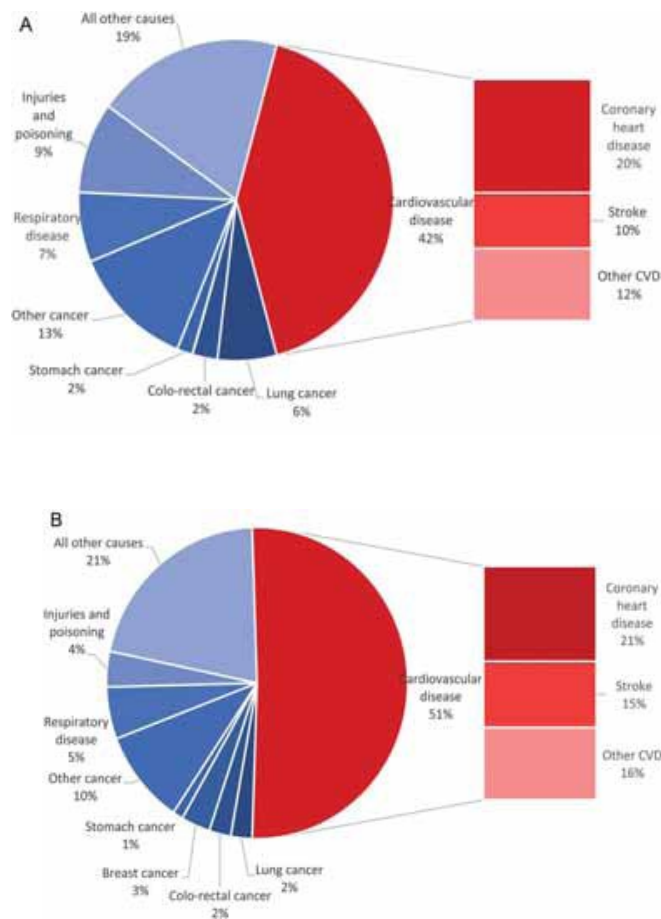 A
All other causes
19%
Injuries
and
poisoning
9%
Respiratory
disease
7%
Other cancer
13%
Stomach cancer
2%
Colo-rectal cancer
2%
Lung cancer
6%
Cardiovascular
disease
42%
Coronary
heart
disease
20%
Stroke
10%
Other CVD
12%
B
All other causes
21%
Injuries and
poisoning
4%
Respiratory
disease
5%
Other cancer
10%
Stomach cancer
1%
Breast cancer
3%
Colo-rectal cancer
2%
Lung cancer
2%
Cardiovascular
disease
51%
Coronary
heart
disease
21%
Stroke
15%
Other CVD
16%